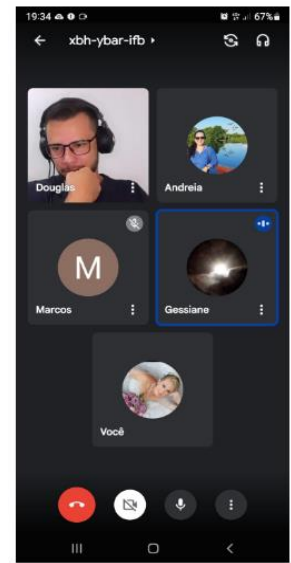 19:34 67%
xbh-ybar-ifb
Douglas Andreia
M
Marcos Gessiane
Você